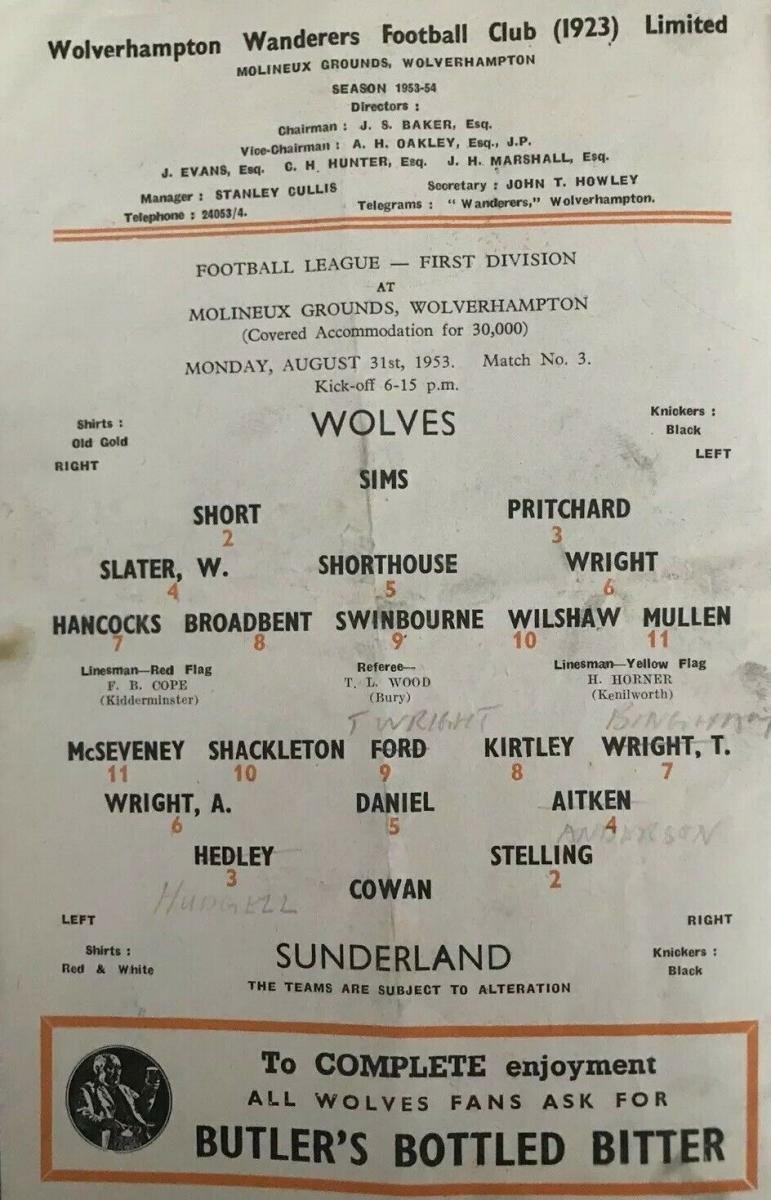 Wolverhampton Wanderers Football Club (1923) Limited
MOLINEUX GROUNDS, WOLVERHAMPTON
SEASON 1953-54
Directors :
Chairman : J. S. BAKER, Esq.
Vice-Chairman : A. H. OAKLEY, Esq., J.P.
J. EVANS, Esq. C. H. HUNTER, Esq. J. H. MARSHALL, Esq.
Manager : STANLEY CULLIS Secretary : JOHN T. HOWLEY
Telephone : 24053/4. Telegrams : " Wanderers," Wolverhampton.
FOOTBALL LEAGUE — FIRST DIVISION
AT
MOLINEUX GROUNDS, WOLVERHAMPTON
(Covered Accommodation for 30,000)
MONDAY, AUGUST 31st, 1953. Match No. 3.
Kick-off 6-15 p.m.
Shirts : WOLVES Knickers :
Old Gold Black
RIGHT LEFT
SIMS
SHORT PRITCHARD
2 3
SLATER, W. SHORTHOUSE WRIGHT
4 5 6
HANCOCKS BROADBENT SWINBOURNE WILSHAW MULLEN
7 8 9 10 11
Linesman—Red Flag Referee— Linesman—Yellow Flag
F. B. COPE T. L. WOOD H. HORNER
(Kidderminster) (Bury) (Kenilworth)
T WRIGHT BINGHAM
McSEVENEY SHACKLETON FORD KIRTLEY WRIGHT, T.
11 10 9 8 7
WRIGHT, A. DANIEL AITKEN
6 5 4
ANDERSON
HEDLEY STELLING
3 2
HUDGELL COWAN
LEFT RIGHT
Shirts : SUNDERLAND Knickers :
Red & White Black
THE TEAMS ARE SUBJECT TO ALTERATION
To COMPLETE enjoyment
ALL WOLVES FANS ASK FOR
BUTLER'S BOTTLED BITTER